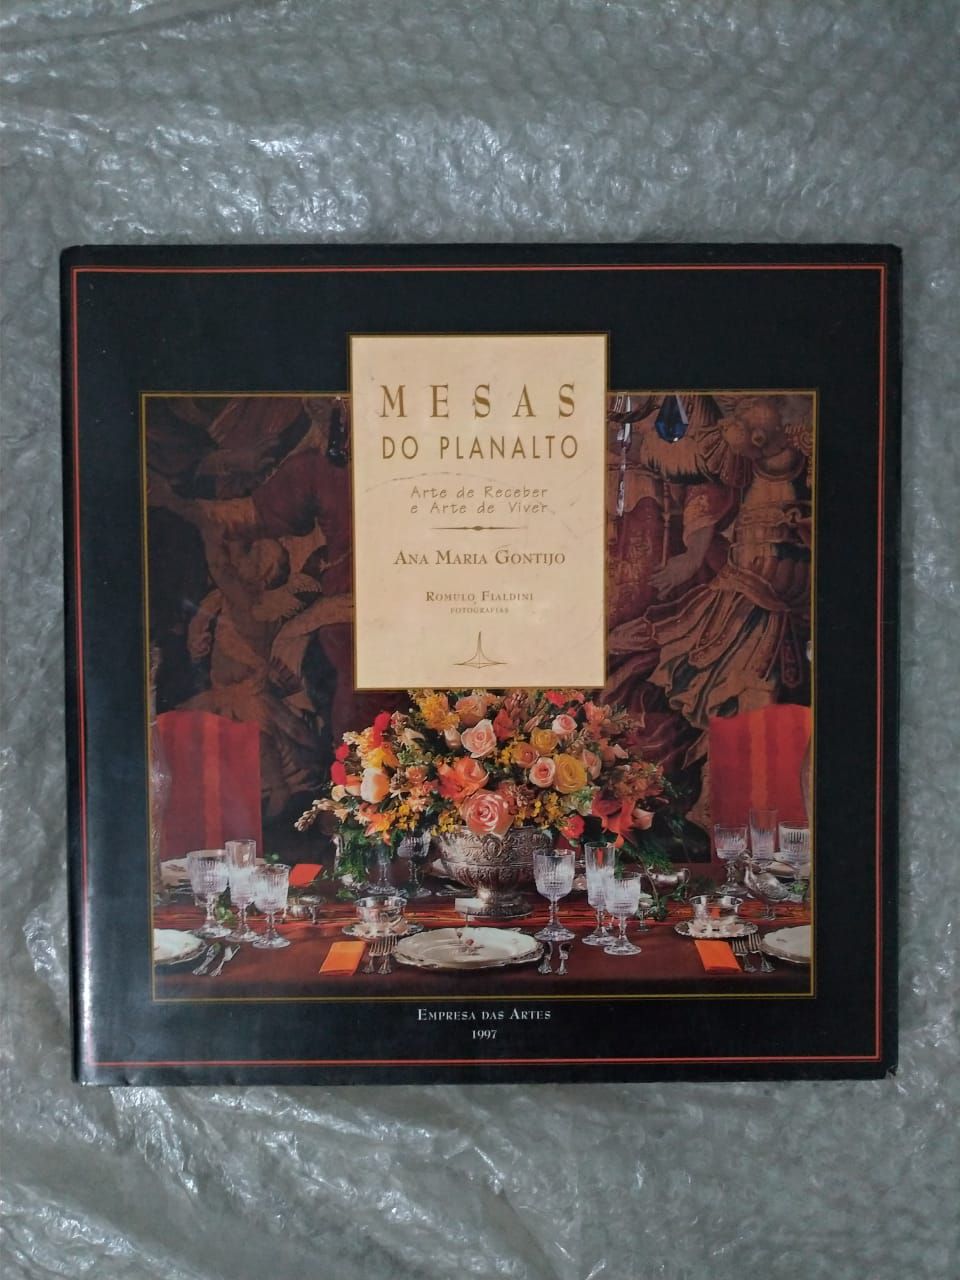 MESAS
DO PLANALTO
Arte de Receber
e Arte de Viver
ANA MARIA GONTIJO
ROMULO FIALDINI
FOTOGRAFIAS
EMPRESA DAS ARTES
1997